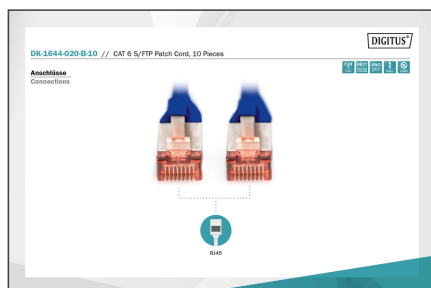 DIGITUS®
DK-1644-020-B-10 // CAT 6 S/FTP Patch Cord, 10 Pieces
Anschlüsse
Connections
RJ45